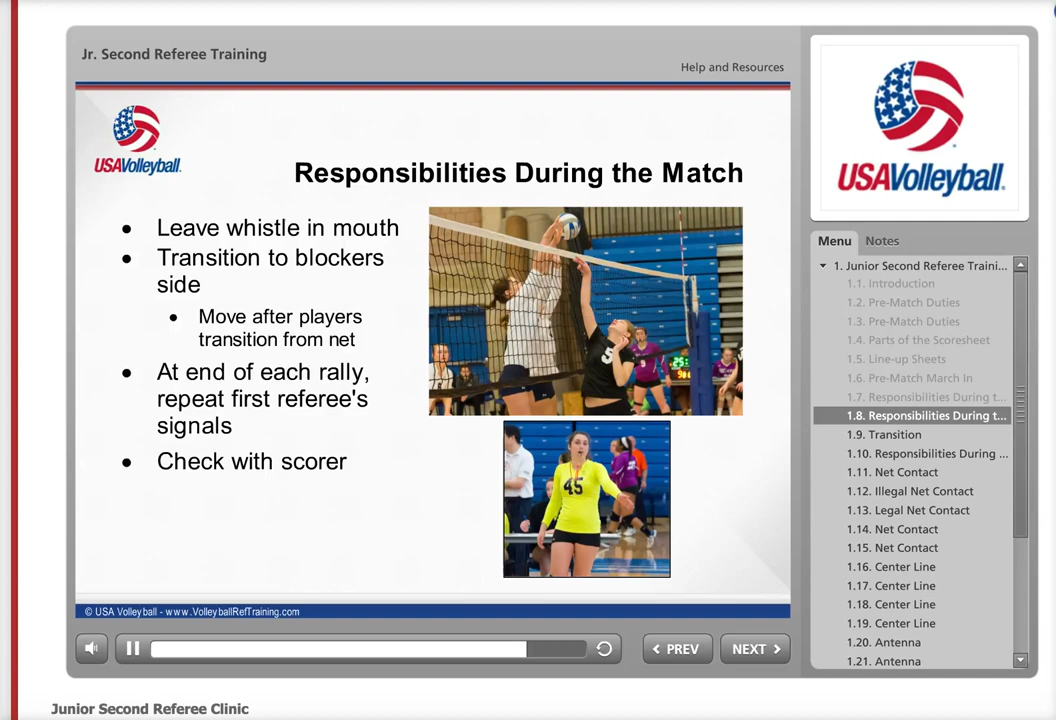 Jr. Second Referee Training
Help and Resources
USAVolleyball.
Responsibilities During the Match
• Leave whistle in mouth
• Transition to blockers
side
• Move after players
transition from net
• At end of each rally,
repeat first referee's
signals
• Check with scorer
5
25
45
© USA Volleyball - www.VolleyballRefTraining.com
PREV
NEXT
USAVolleyball.
Menu
Notes
1. Junior Second Referee Traini...
1.1. Introduction
1.2. Pre-Match Duties
1.3. Pre-Match Duties
1.4. Parts of the Scoresheet
1.5. Line-up Sheets
1.6. Pre-Match March In
1.7. Responsibilities During t...
1.8. Responsibilities During t...
1.9. Transition
1.10. Responsibilities During ...
1.11. Net Contact
1.12. Illegal Net Contact
1.13. Legal Net Contact
1.14. Net Contact
1.15. Net Contact
1.16. Center Line
1.17. Center Line
1.18. Center Line
1.19. Center Line
1.20. Antenna
1.21. Antenna
Junior Second Referee Clinic